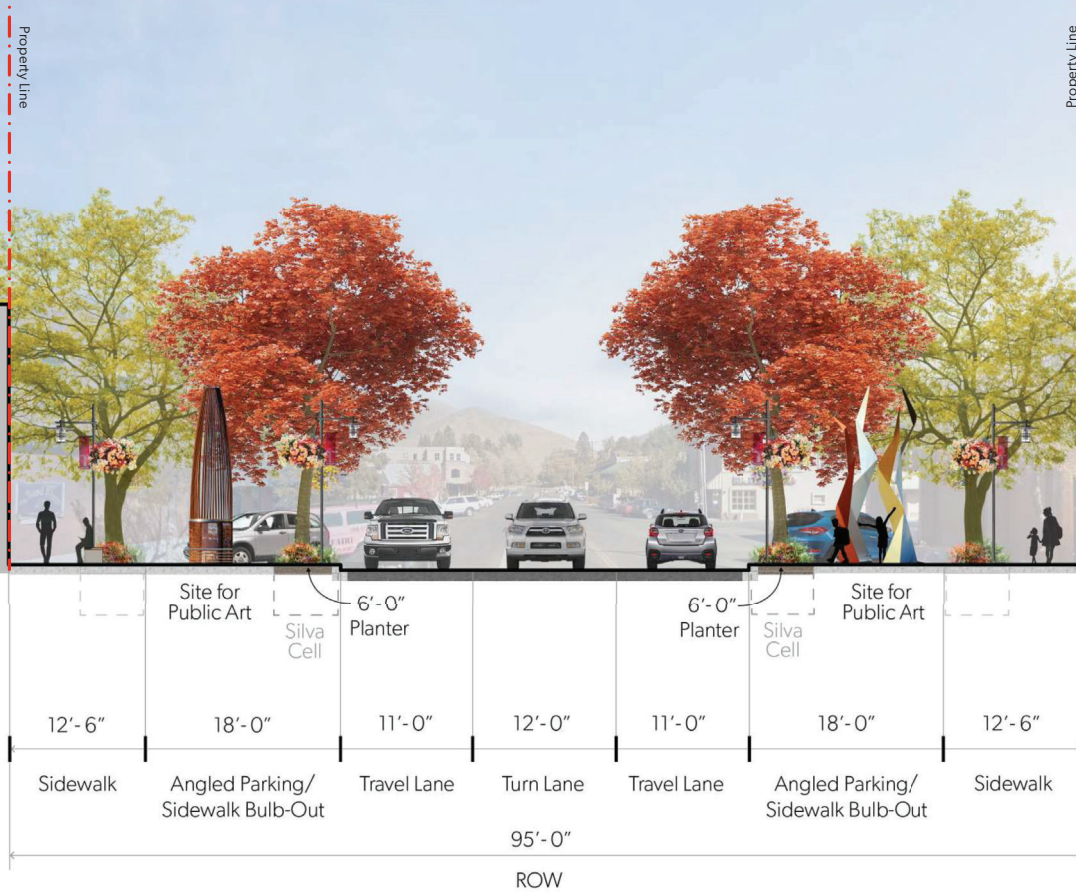 Property Line
Property Line
Site for
Public Art
Silva
Cell
6'-0"
Planter
6'-0"
Planter
Silva
Cell
Site for
Public Art
12'-6"
18'-0"
11'-0"
12'-0"
11'-0"
18'-0"
12'-6"
Sidewalk
Angled Parking/
Sidewalk Bulb-Out
Travel Lane
Turn Lane
Travel Lane
Angled Parking/
Sidewalk Bulb-Out
Sidewalk
95'-0"
ROW